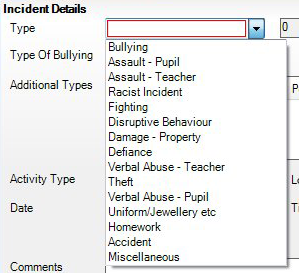 Incident Details
Type
0
Type Of Bullying
Additional Types
P
Activity Type
Date
Comments
Bullying
Assault - Pupil
Assault - Teacher
Racist Incident
Fighting
Disruptive Behaviour
Damage - Property
Defiance
Verbal Abuse - Teacher
Theft
Verbal Abuse - Pupil
Uniform/Jewellery etc
Homework
Accident
Miscellaneous